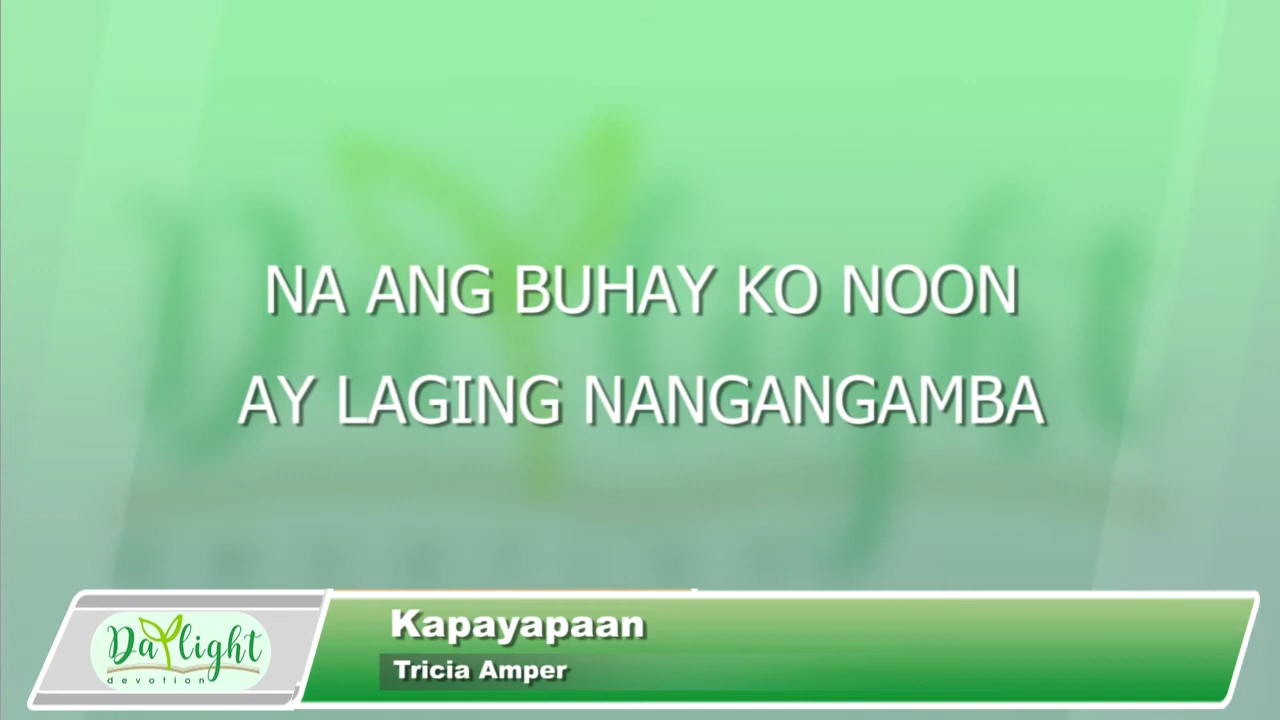 NA ANG BUHAY KO NOON
AY LAGING NANGANGAMBA
Kapayapaan
Tricia Amper
Daylight
devotion